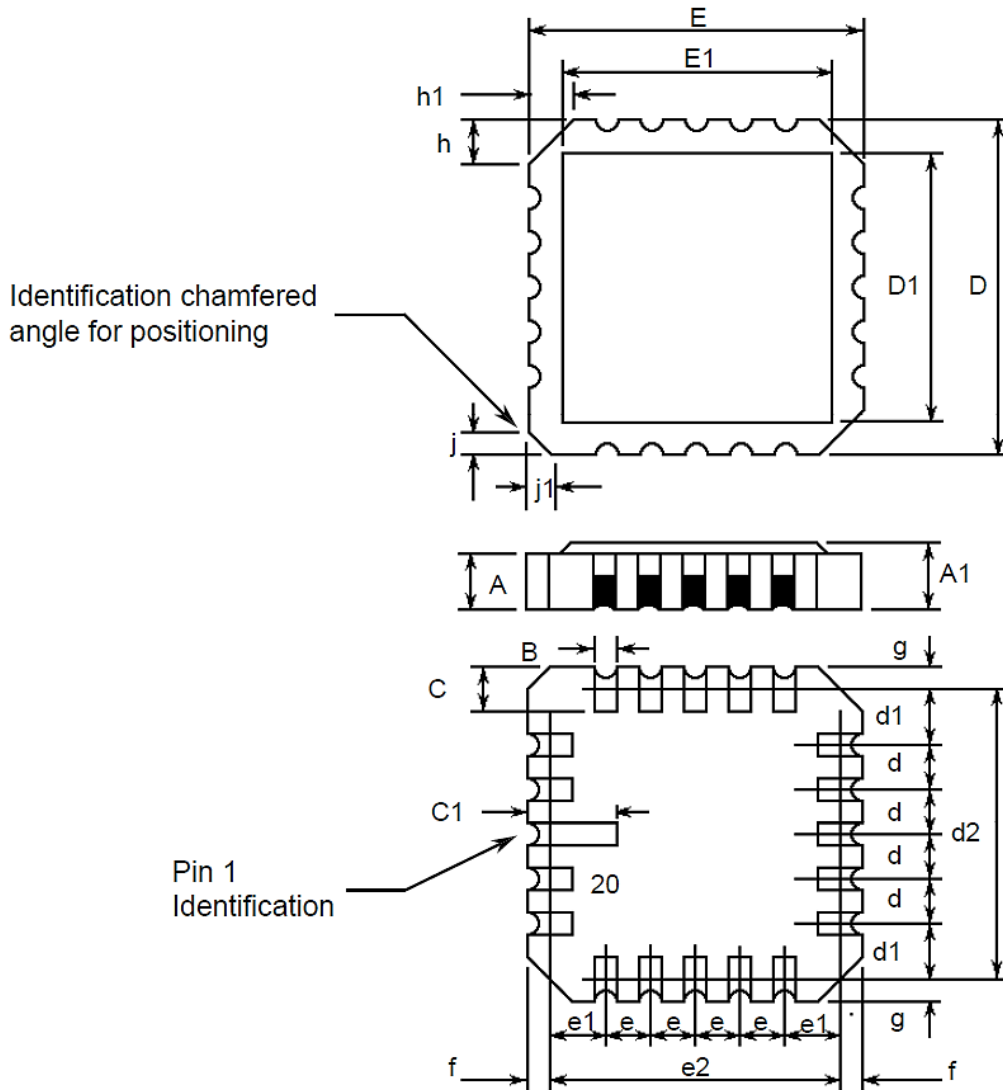 E
E1
h1
h
D1
D
Identification chamfered
angle for positioning
j
j1
A
A1
B
g
C
d1
d
C1
d
d2
Pin 1
Identification
20
d
d
d1
e1 e e e e e1
g
f
e2
f